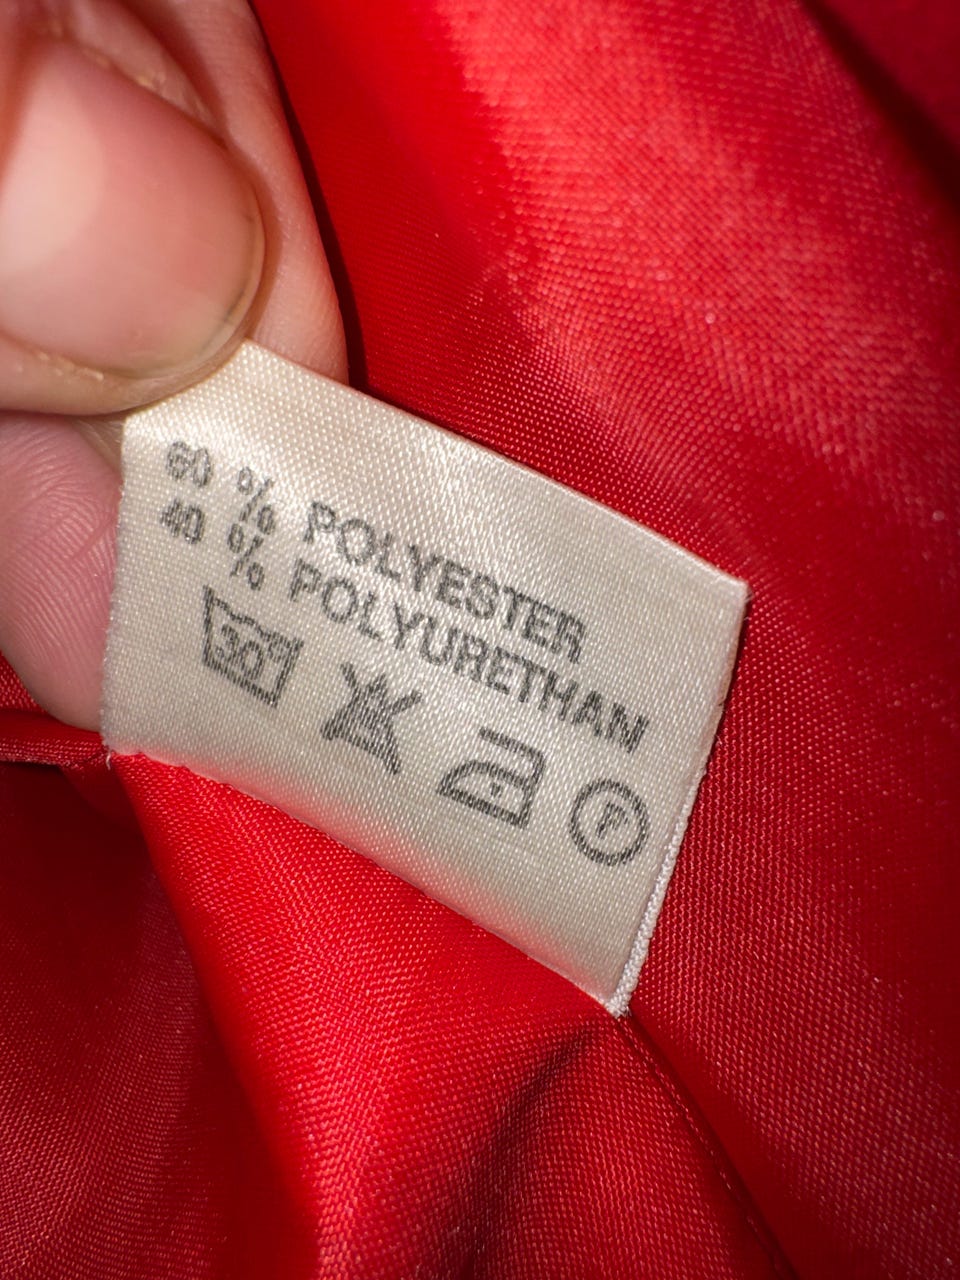 60 % POLYESTER
40 % POLYURETHAN
30°
P